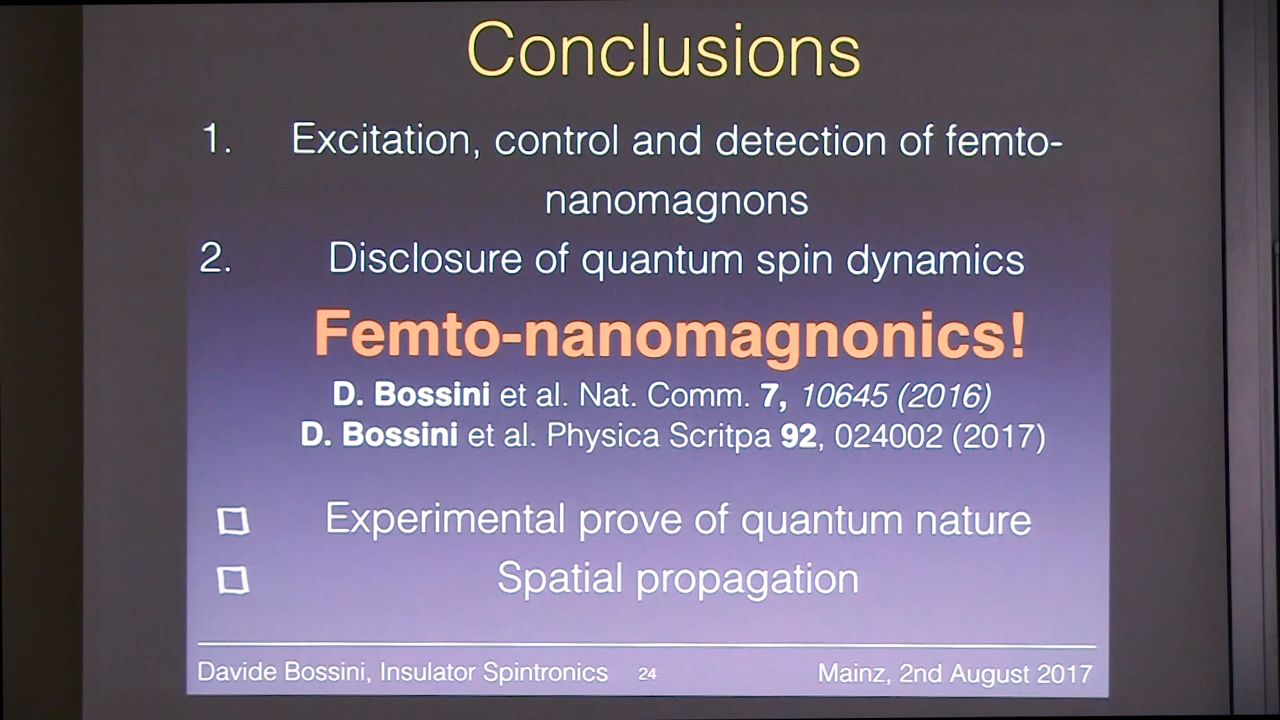 Conclusions
1. Excitation, control and detection of femto-
nanomagnons
2. Disclosure of quantum spin dynamics
Femto-nanomagnonics!
D. Bossini et al. Nat. Comm. 7, 10645 (2016)
D. Bossini et al. Physica Scritpa 92, 024002 (2017)
Experimental prove of quantum nature
Spatial propagation
Davide Bossini, Insulator Spintronics 24 Mainz, 2nd August 2017